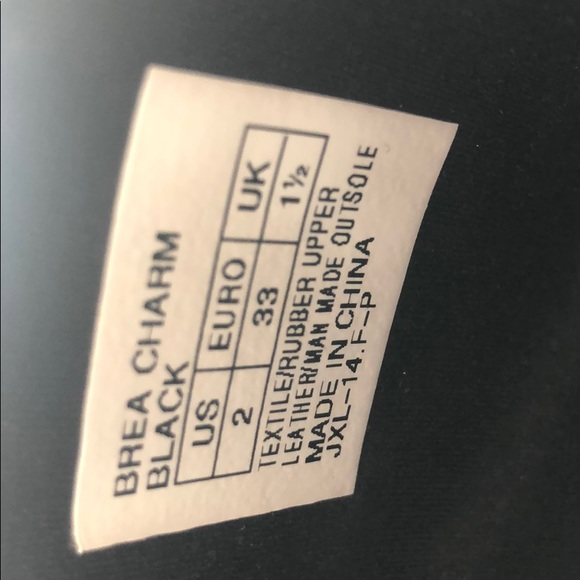 BREA CHARM
BLACK
US EURO UK
2 33 1½
TEXTILE/RUBBER UPPER
LEATHER/MAN MADE OUTSOLE
MADE IN CHINA
JXL-14.F-P